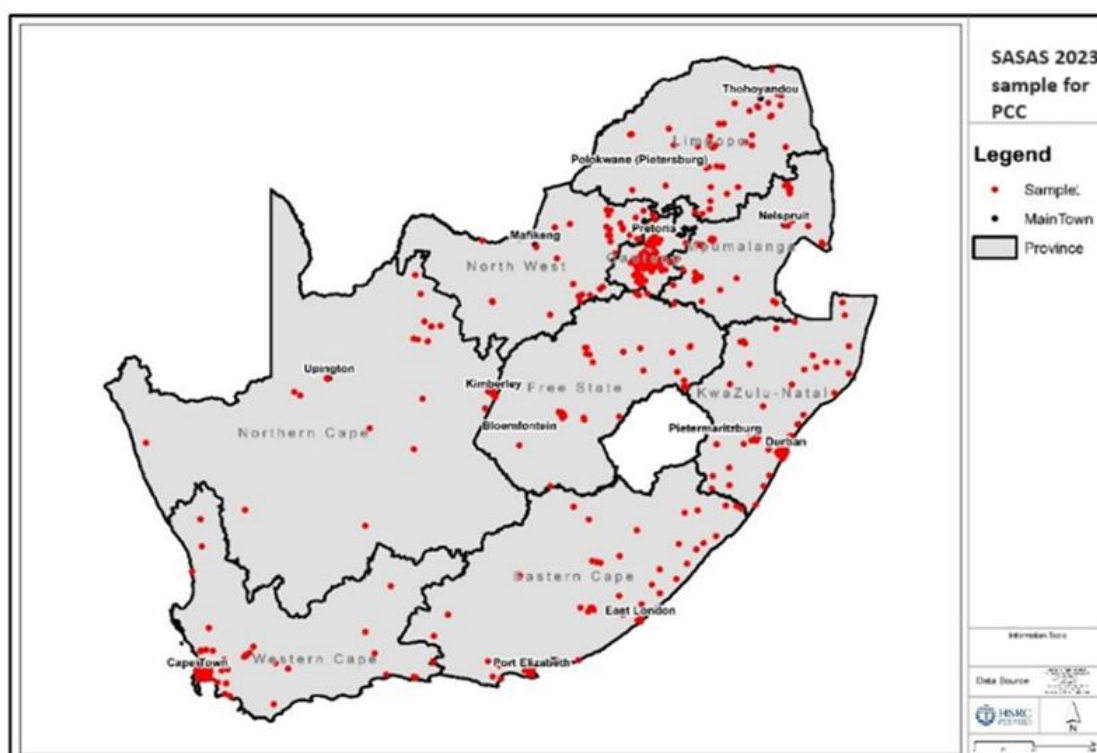 SASAS 2023
sample for
PCC
Legend
Sample
MainTown
Province
Thohoyandou
Limpopo
Polokwane (Pietersburg)
Nelspruit
Pretoria
Mafikeng
Mpumalanga
Gauteng
North West
Upington
Kimberley
Free State
KwaZulu-Natal
Northern Cape
Bloemfontein
Pietermaritzburg
Durban
Eastern Cape
East London
Cape Town
Western Cape
Port Elizabeth
Data Source
HSRC
N